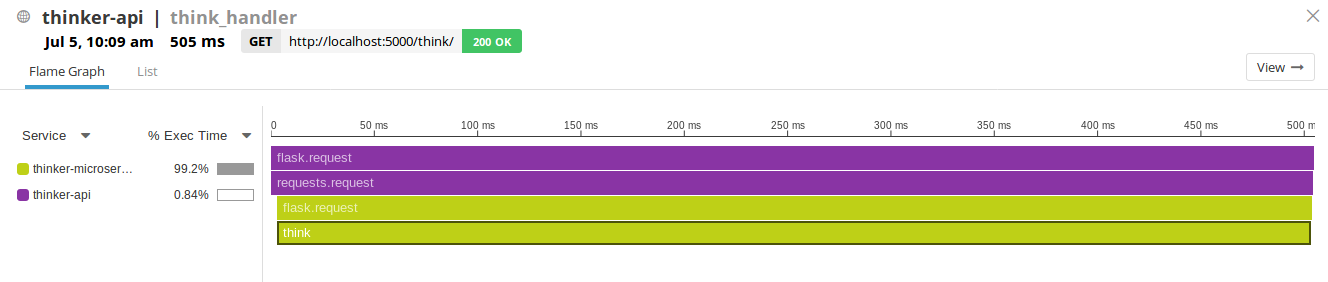 thinker-api | think_handler
Jul 5, 10:09 am 505 ms GET http://localhost:5000/think/ 200 OK
Flame Graph List View
Service % Exec Time
thinker-microser… 99.2%
thinker-api 0.84%
0 50 ms 100 ms 150 ms 200 ms 250 ms 300 ms 350 ms 400 ms 450 ms 500 m
flask.request
requests.request
flask.request
think